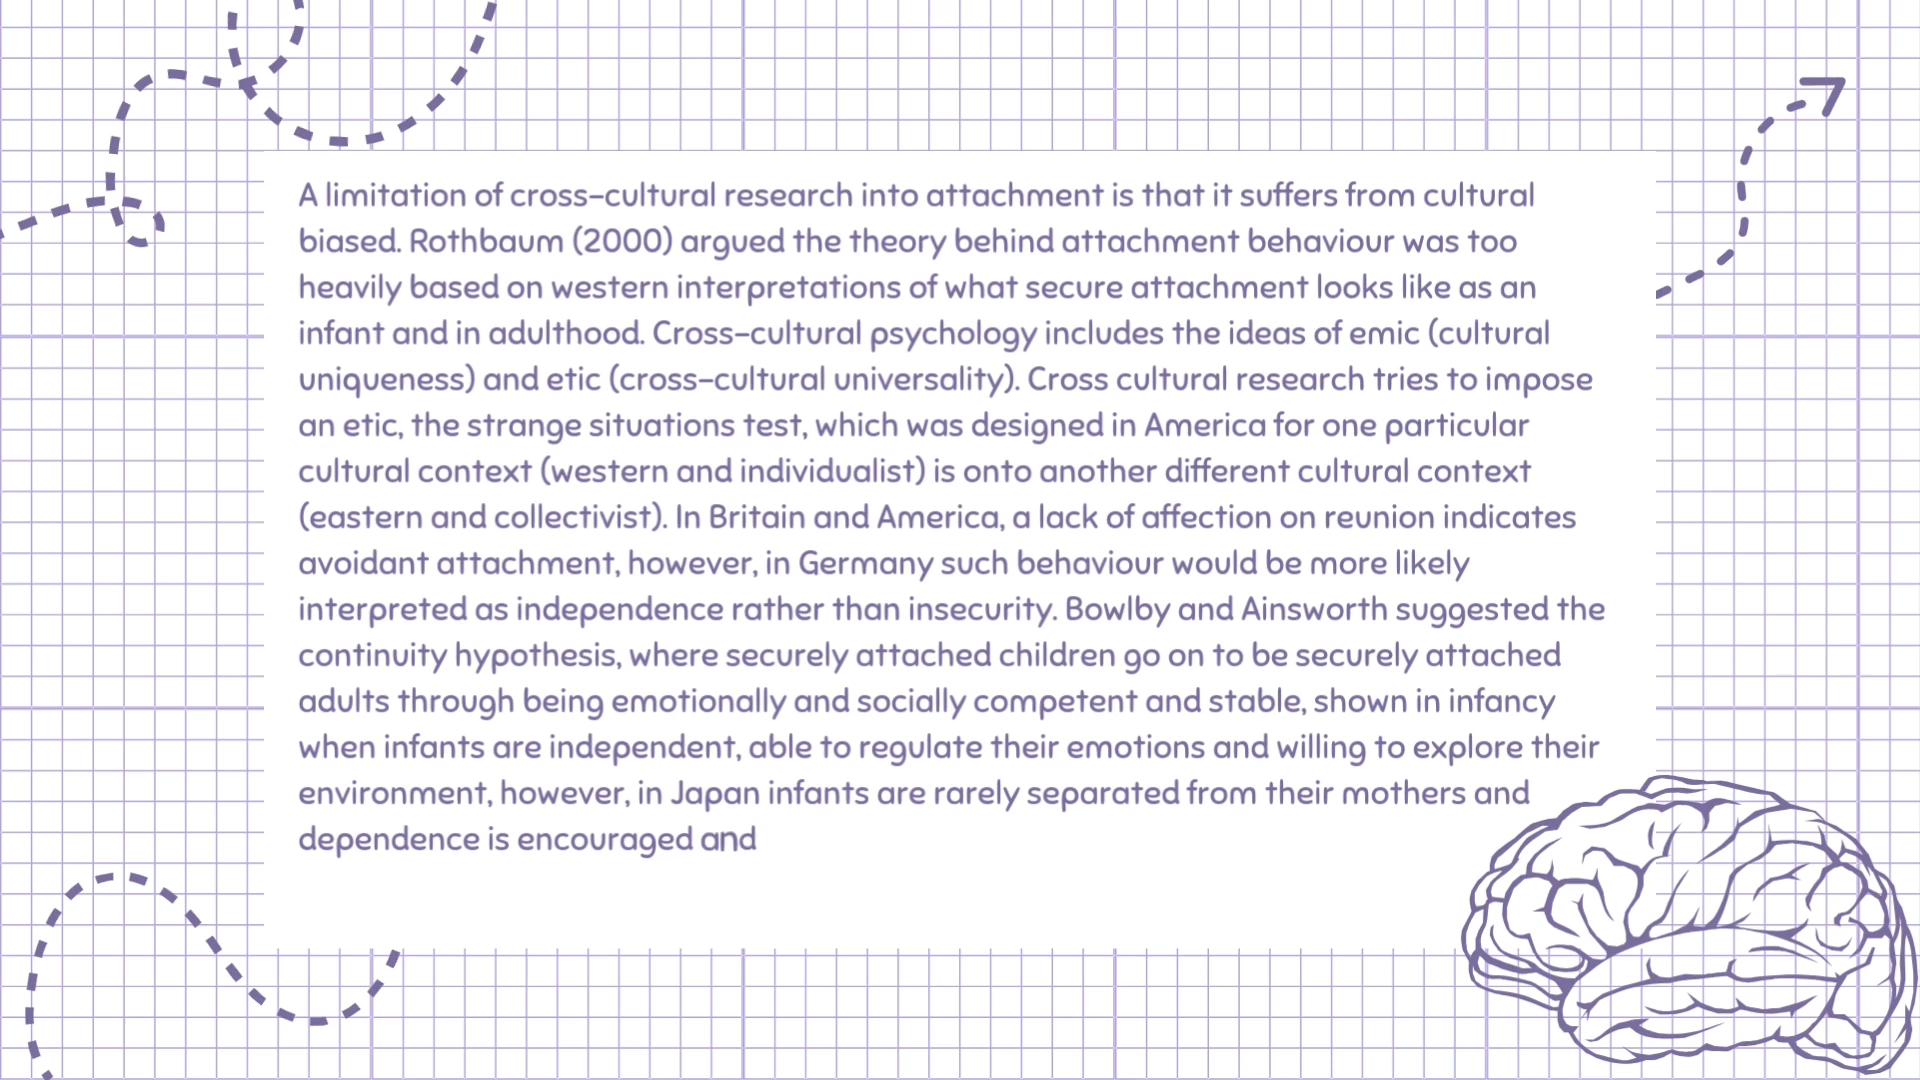 A limitation of cross-cultural research into attachment is that it suffers from cultural
biased. Rothbaum (2000) argued the theory behind attachment behaviour was too
heavily based on western interpretations of what secure attachment looks like as an
infant and in adulthood. Cross-cultural psychology includes the ideas of emic (cultural
uniqueness) and etic (cross-cultural universality). Cross cultural research tries to impose
an etic, the strange situations test, which was designed in America for one particular
cultural context (western and individualist) is onto another different cultural context
(eastern and collectivist). In Britain and America, a lack of affection on reunion indicates
avoidant attachment, however, in Germany such behaviour would be more likely
interpreted as independence rather than insecurity. Bowlby and Ainsworth suggested the
continuity hypothesis, where securely attached children go on to be securely attached
adults through being emotionally and socially competent and stable, shown in infancy
when infants are independent, able to regulate their emotions and willing to explore their
environment, however, in Japan infants are rarely separated from their mothers and
dependence is encouraged and